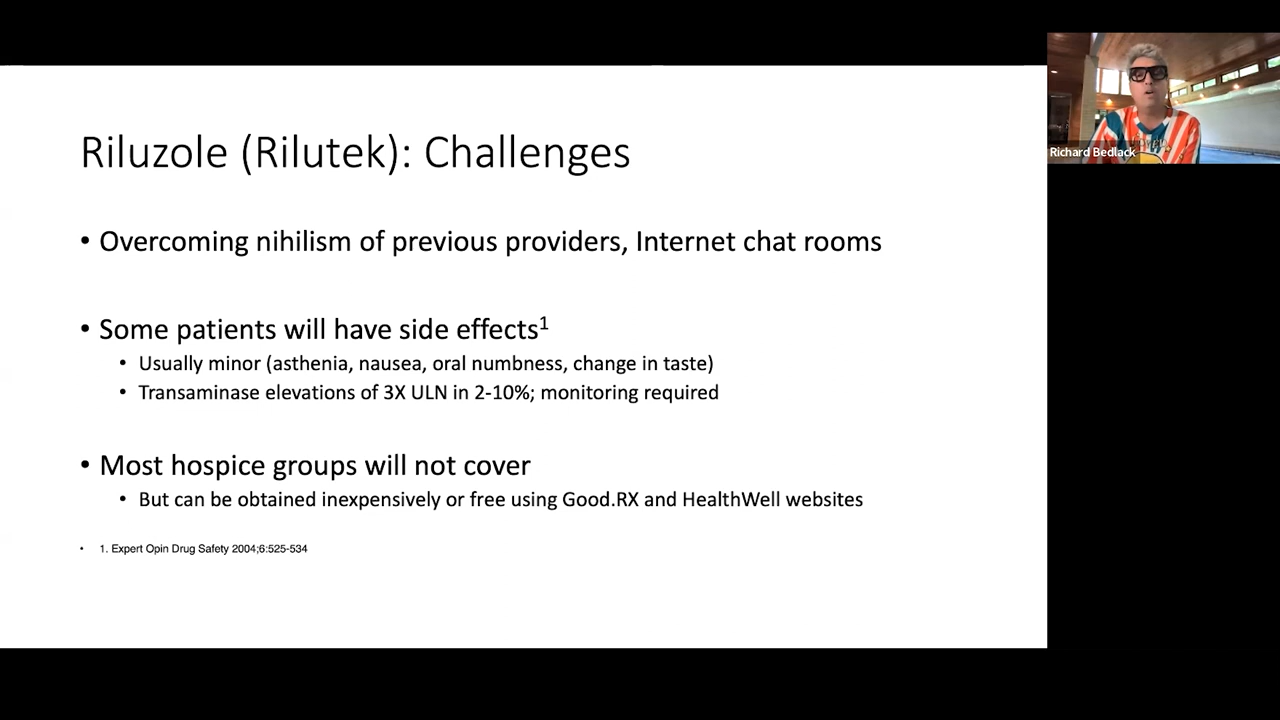 Riluzole (Rilutek): Challenges
• Overcoming nihilism of previous providers, Internet chat rooms
• Some patients will have side effects1
• Usually minor (asthenia, nausea, oral numbness, change in taste)
• Transaminase elevations of 3X ULN in 2-10%; monitoring required
• Most hospice groups will not cover
• But can be obtained inexpensively or free using Good.RX and HealthWell websites
• 1. Expert Opin Drug Safety 2004;6:525-534
Richard Bedlack